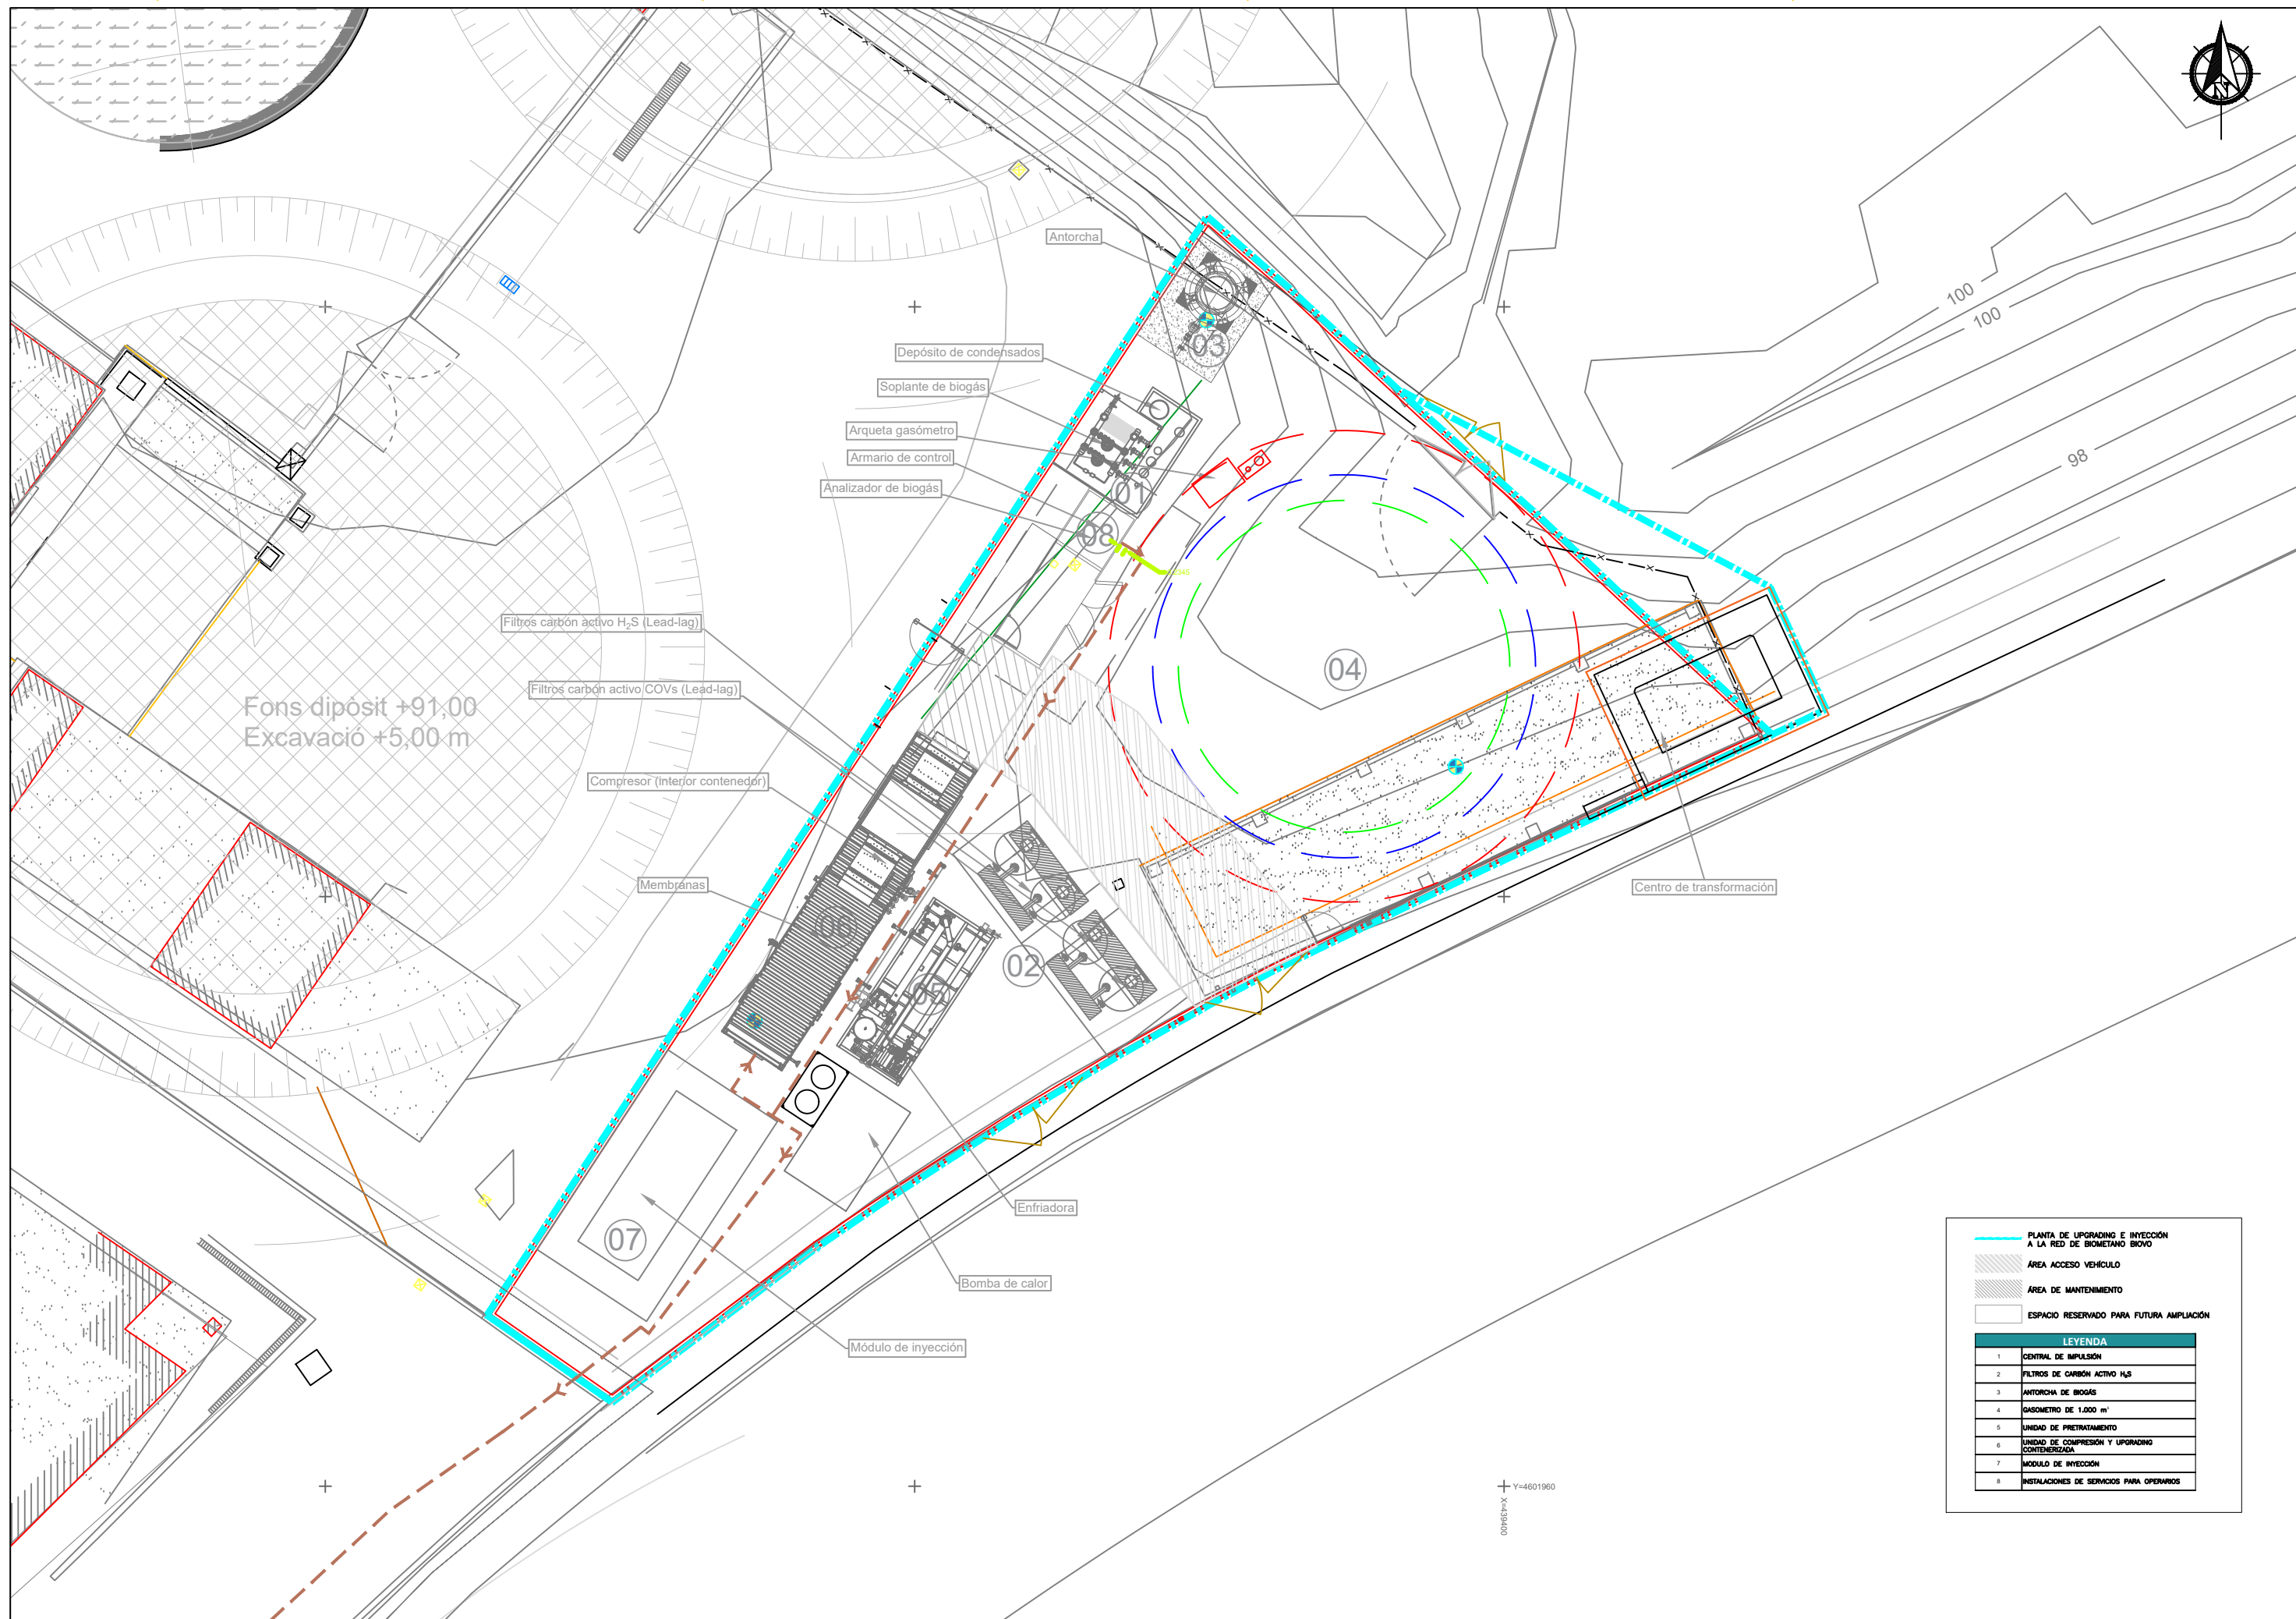 N
Antorcha
100
100
Depósito de condensados
03
Soplante de biogás
Arqueta gasómetro
Armario de control
98
Analizador de biogás
01
08
Filtros carbón activo H₂S (Lead-lag)
04
Filtros carbón activo COVs (Lead-lag)
Fons dipòsit +91,00
Excavació +5,00 m
Compresor (Interior contenedor)
Membranas
Centro de transformación
06
02
05
Enfriadora
07
Bomba de calor
Módulo de inyección
Y=4601960
X=439400
PLANTA DE UPGRADING E INYECCIÓN
A LA RED DE BIOMETANO BIOVO
ÁREA ACCESO VEHÍCULO
ÁREA DE MANTENIMIENTO
ESPACIO RESERVADO PARA FUTURA AMPLIACIÓN
LEYENDA
1 CENTRAL DE IMPULSIÓN
2 FILTROS DE CARBÓN ACTIVO H₂S
3 ANTORCHA DE BIOGÁS
4 GASOMETRO DE 1.000 m³
5 UNIDAD DE PRETRATAMIENTO
6 UNIDAD DE COMPRESIÓN Y UPGRADING
CONTENERIZADA
7 MODULO DE INYECCIÓN
8 INSTALACIONES DE SERVICIOS PARA OPERARIOS